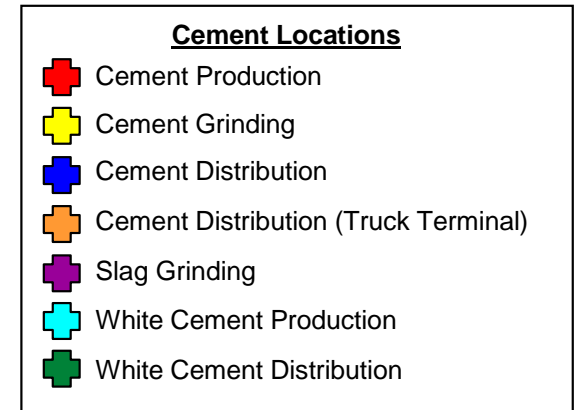 Cement Locations
Cement Production
Cement Grinding
Cement Distribution
Cement Distribution (Truck Terminal)
Slag Grinding
White Cement Production
White Cement Distribution